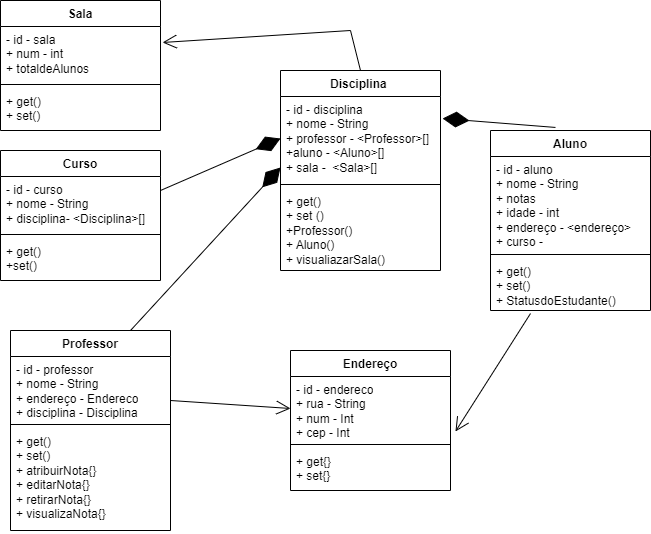 Sala
- id - sala
+ num - int
+ totaldeAlunos
+ get()
+ set()
Disciplina
- id - disciplina
+ nome - String
+ professor - <Professor>[]
+aluno - <Aluno>[]
+ sala -  <Sala>[]
+ get()
+ set ()
+Professor()
+ Aluno()
+ visualiazarSala()
Aluno
- id - aluno
+ nome - String
+ notas
+ idade - int
+ endereço - <endereço>
+ curso -
+ get()
+ set()
+ StatusdoEstudante()
Curso
- id - curso
+ nome - String
+ disciplina- <Disciplina>[]
+ get()
+set()
Professor
- id - professor
+ nome - String
+ endereço - Endereco
+ disciplina - Disciplina
+ get()
+ set()
+ atribuirNota{}
+ editarNota{}
+ retirarNota{}
+ visualizaNota{}
Endereço
- id - endereco
+ rua - String
+ num - Int
+ cep - Int
+ get{}
+ set{}